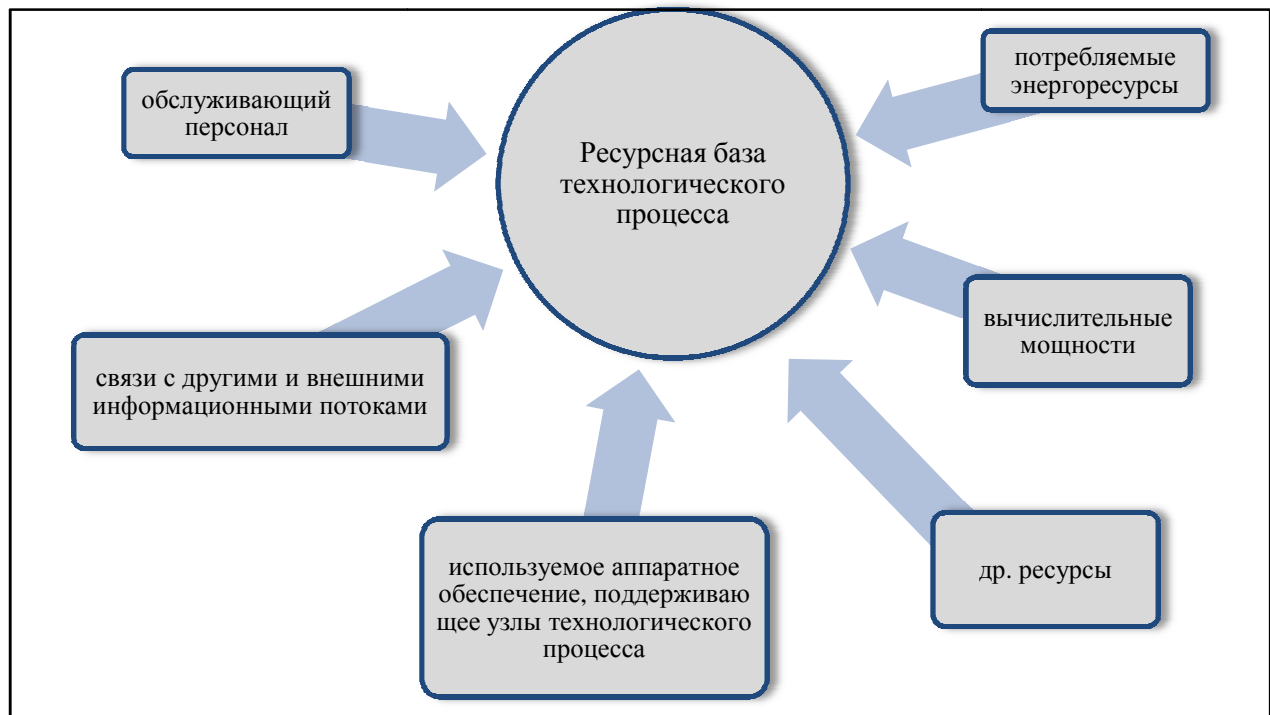 обслуживающий
персонал
потребляемые
энергоресурсы
Ресурсная база
технологического
процесса
связи с другими и внешними
информационными потоками
вычислительные
мощности
используемое аппаратное
обеспечение, поддерживаю
щее узлы технологического
процесса
др. ресурсы